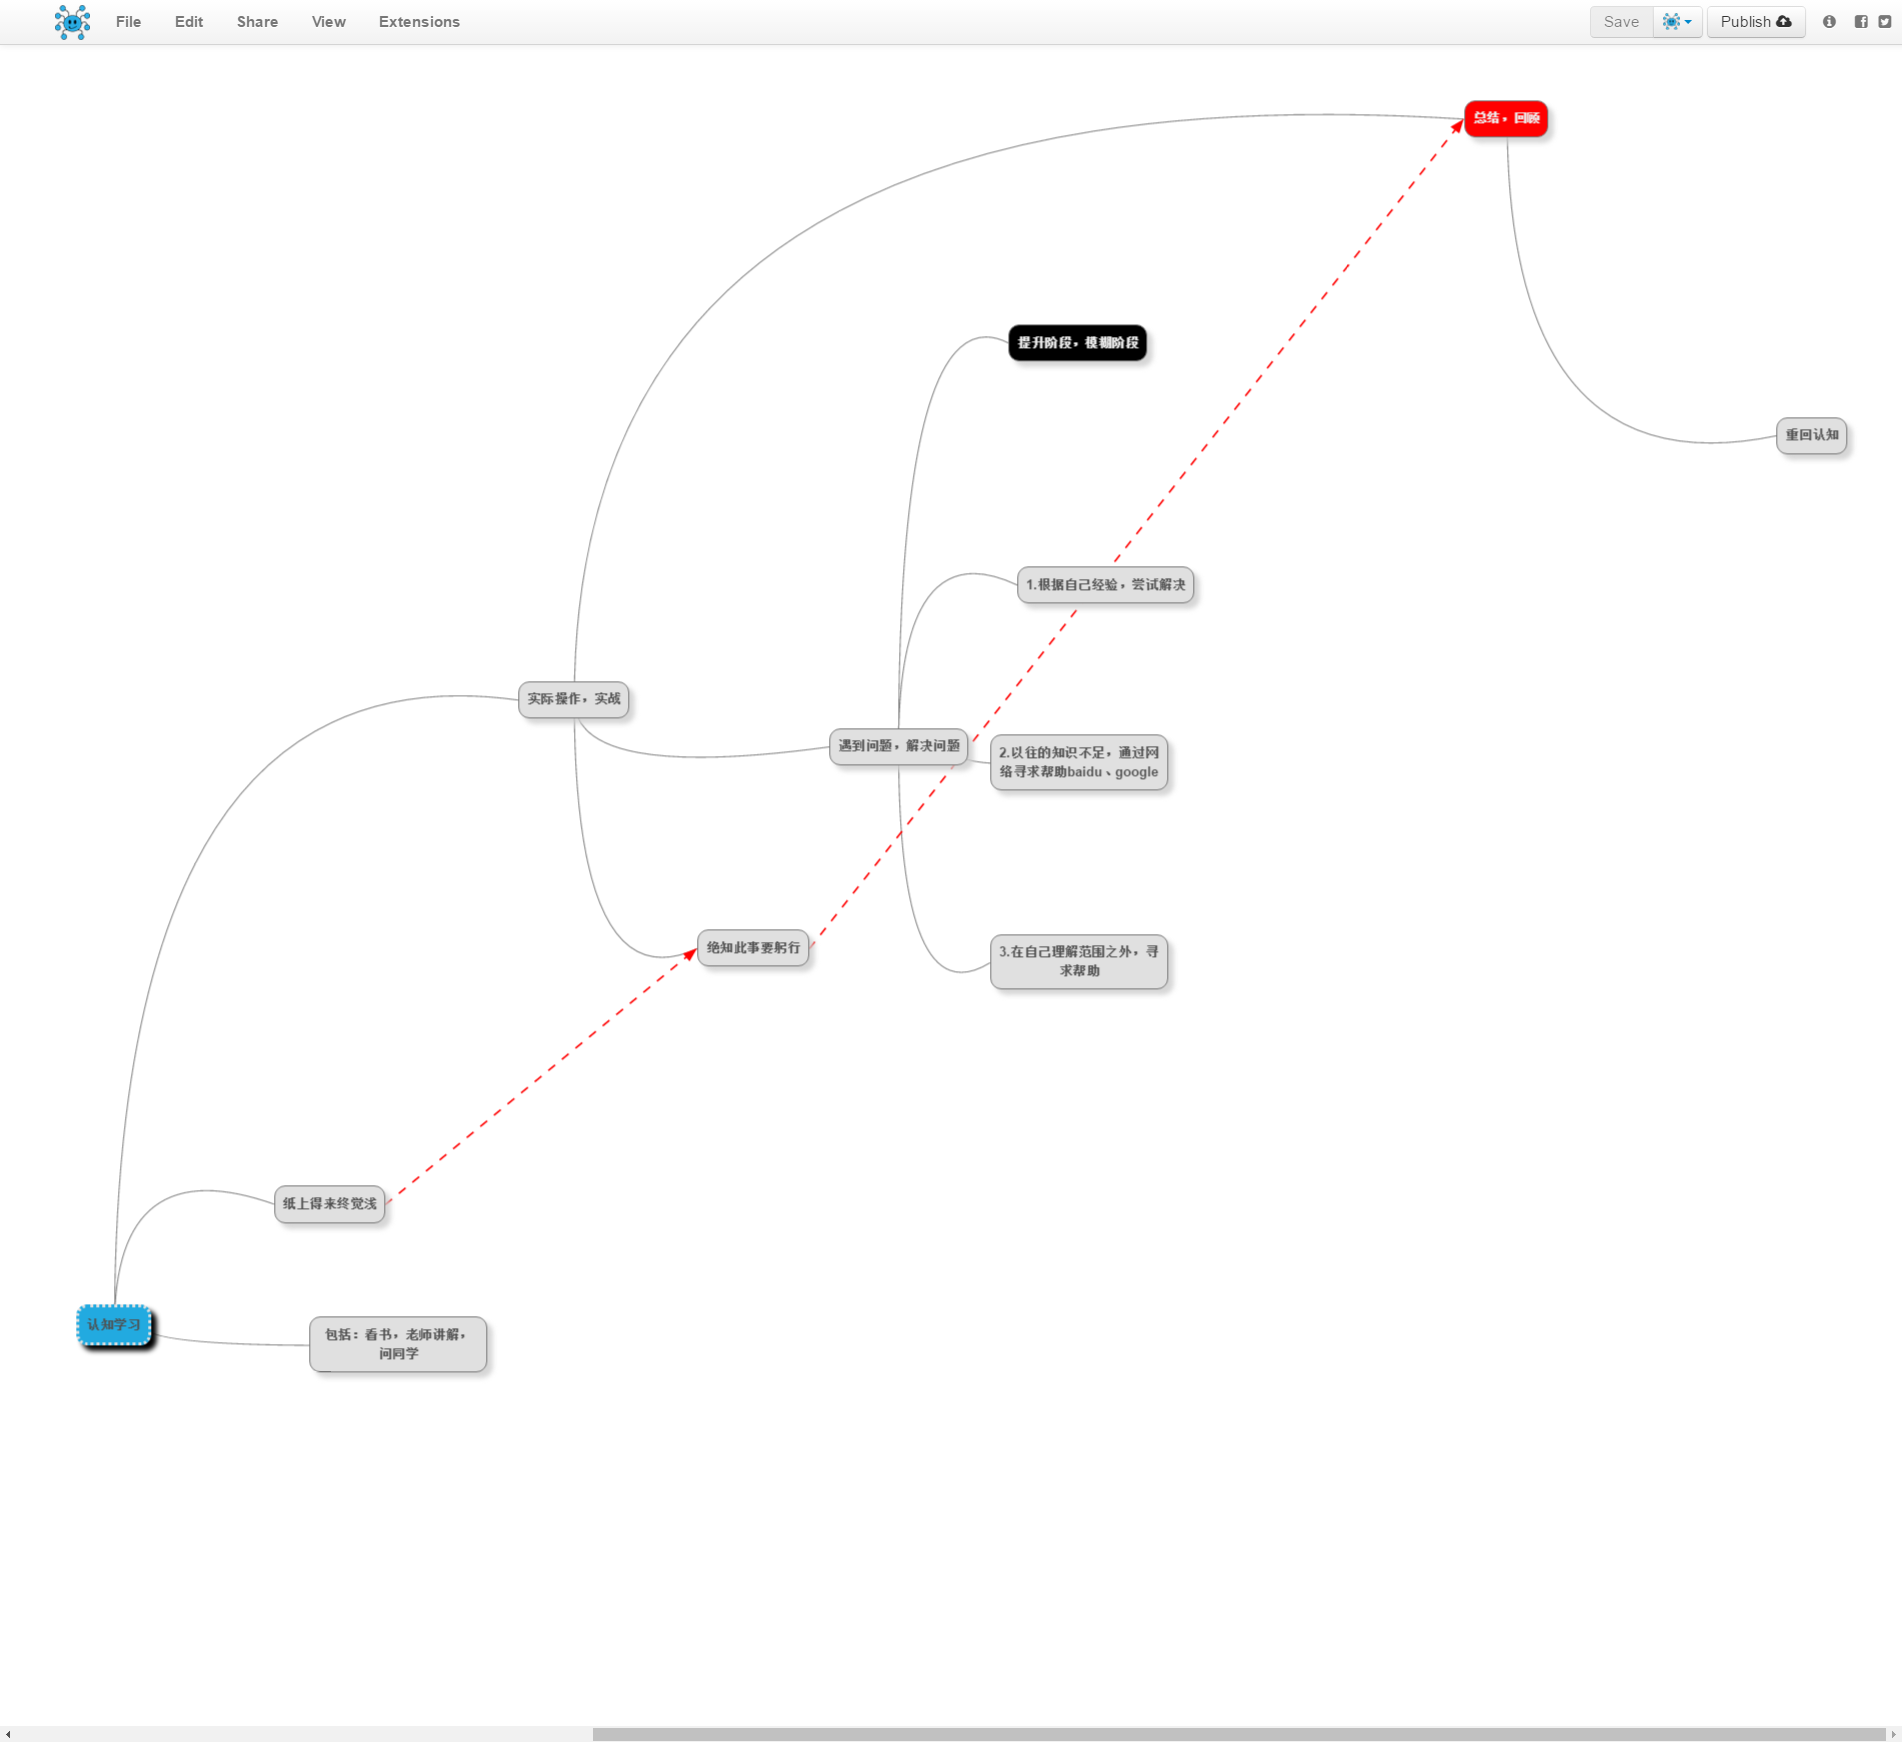 File Edit Share View Extensions Save Publish
总结，回顾
提升阶段，模糊阶段
重回认知
1.根据自己经验，尝试解决
实际操作，实战
遇到问题，解决问题
2.以往的知识不足，通过网
络寻求帮助baidu、google
绝知此事要躬行
3.在自己理解范围之外，寻
求帮助
纸上得来终觉浅
认知学习
包括：看书，老师讲解，
问同学